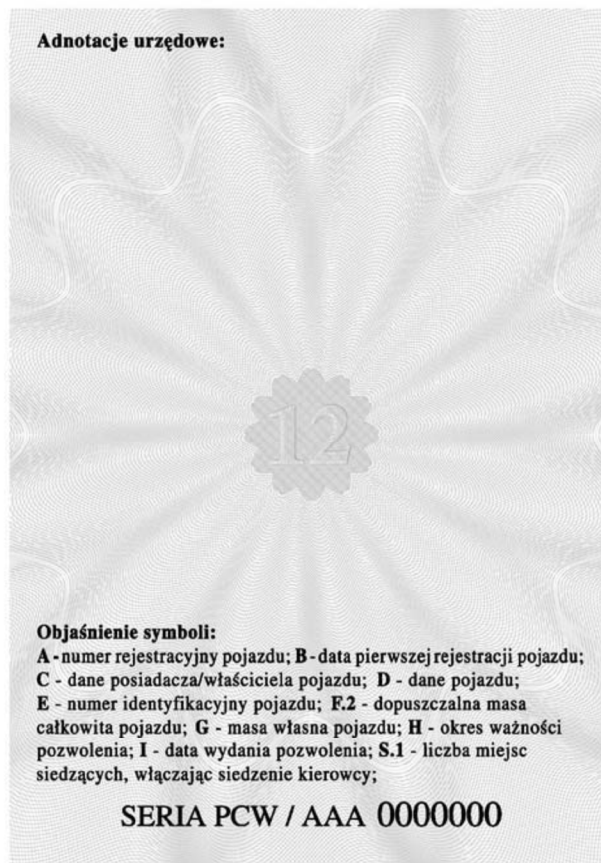 Adnotacje urzędowe:
12
Objaśnienie symboli:
A - numer rejestracyjny pojazdu; B - data pierwszej rejestracji pojazdu;
C - dane posiadacza/właściciela pojazdu; D - dane pojazdu;
E - numer identyfikacyjny pojazdu; F.2 - dopuszczalna masa
całkowita pojazdu; G - masa własna pojazdu; H - okres ważności
pozwolenia; I - data wydania pozwolenia; S.1 - liczba miejsc
siedzących, włączając siedzenie kierowcy;
SERIA PCW / AAA 0000000